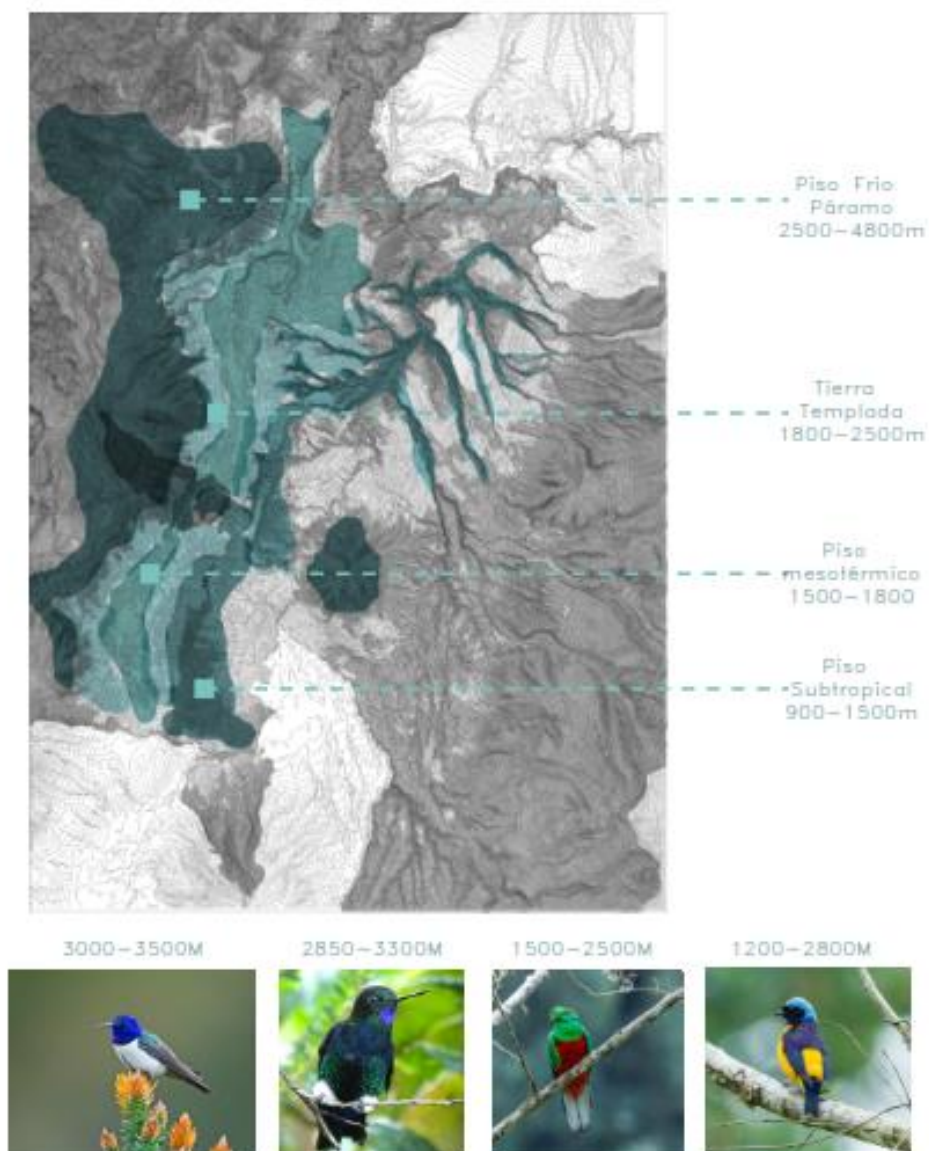 Piso Frio
Páramo
2500-4800m
Tierra
Templada
1800-2500m
Piso
mesotérmico
1500-1800
Piso
Subtropical
900-1500m
3000-3500M
2850-3300M
1500-2500M
1200-2800M